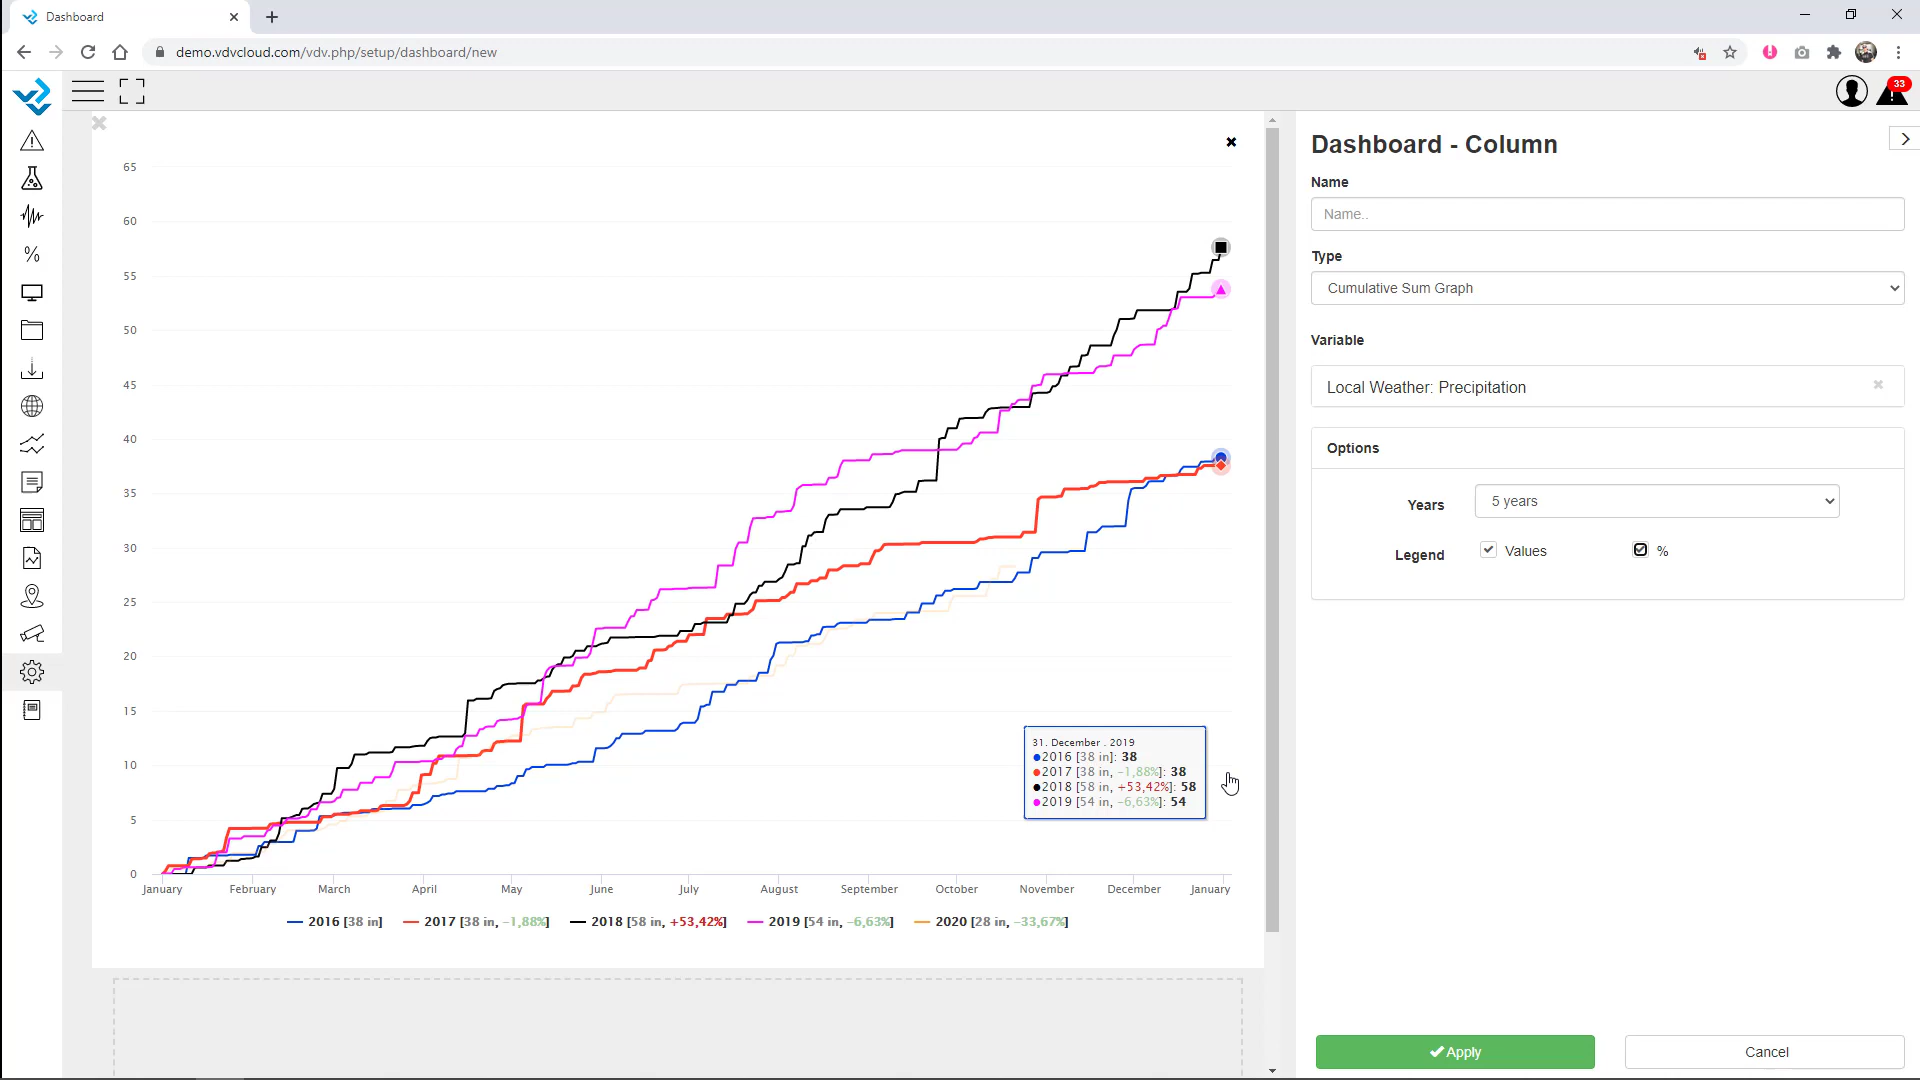 Dashboard
demo.vdvcloud.com/vdv.php/setup/dashboard/new
33
%
65
60
55
50
45
40
35
30
25
20
15
10
5
0
31. December . 2019
2016 [38 in]: 38
2017 [38 in, −1,88%]: 38
2018 [58 in, +53,42%]: 58
2019 [54 in, −6,63%]: 54
January February March April May June July August September October November December January
2016 [38 in] 2017 [38 in, −1,88%] 2018 [58 in, +53,42%] 2019 [54 in, −6,63%] 2020 [28 in, −33,67%]
Dashboard - Column
Name
Name..
Type
Cumulative Sum Graph
Variable
Local Weather: Precipitation
Options
Years 5 years
Legend Values %
Apply Cancel